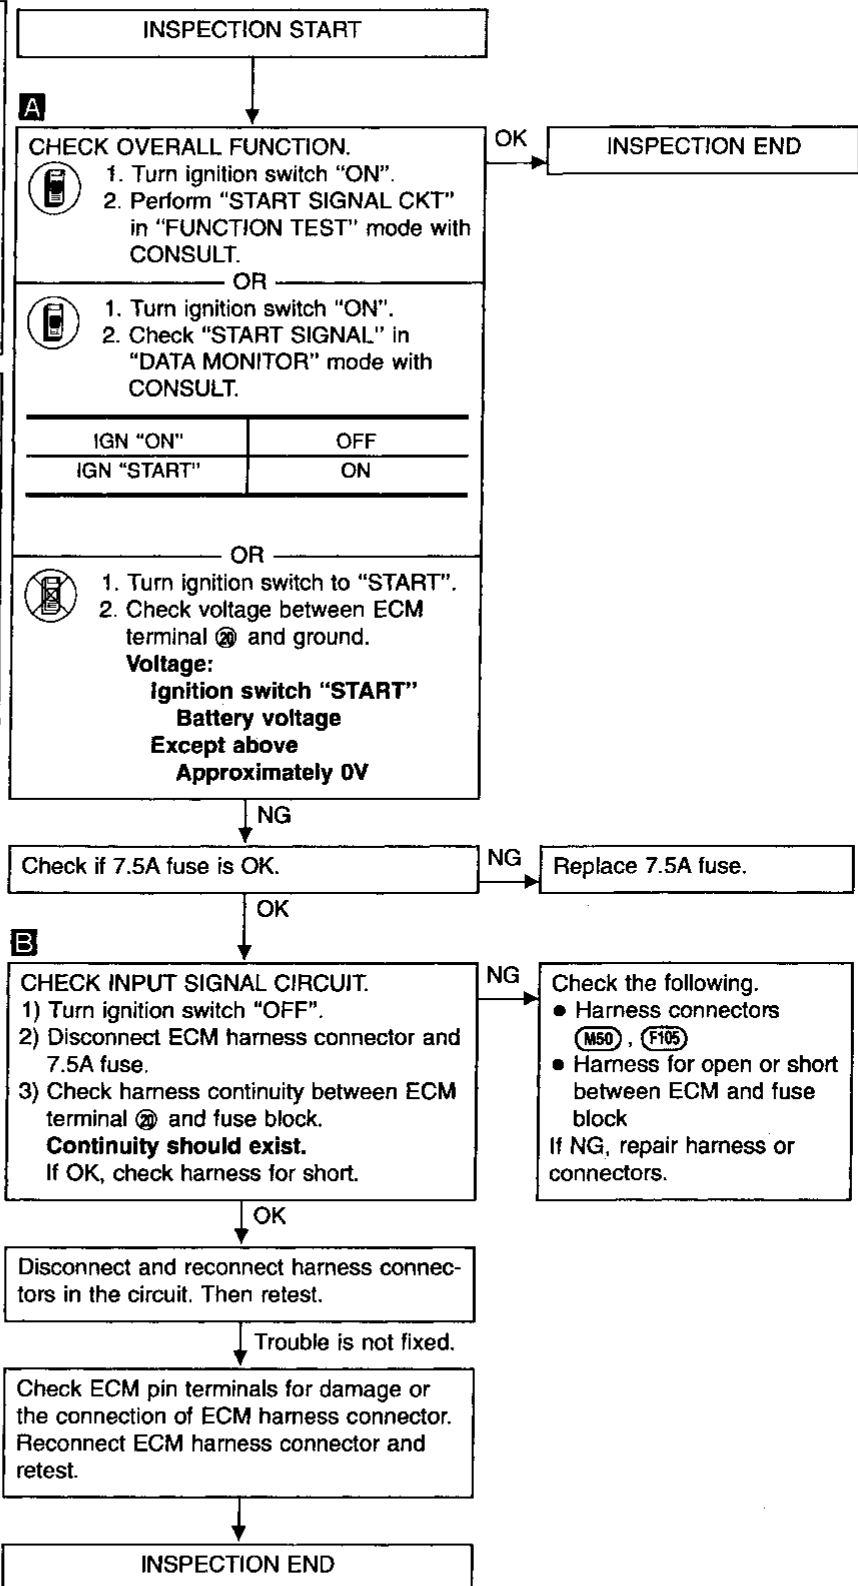 INSPECTION START
A
CHECK OVERALL FUNCTION.
1. Turn ignition switch “ON”.
2. Perform “START SIGNAL CKT”
in “FUNCTION TEST” mode with
CONSULT.
OK
INSPECTION END
OR
1. Turn ignition switch “ON”.
2. Check “START SIGNAL” in
“DATA MONITOR” mode with
CONSULT.
IGN “ON” OFF
IGN “START” ON
OR
1. Turn ignition switch to “START”.
2. Check voltage between ECM
terminal ⑳ and ground.
Voltage:
Ignition switch “START”
Battery voltage
Except above
Approximately 0V
NG
Check if 7.5A fuse is OK.
NG
Replace 7.5A fuse.
OK
B
CHECK INPUT SIGNAL CIRCUIT.
1) Turn ignition switch “OFF”.
2) Disconnect ECM harness connector and
7.5A fuse.
3) Check harness continuity between ECM
terminal ⑳ and fuse block.
Continuity should exist.
If OK, check harness for short.
NG
Check the following.
● Harness connectors
M50 , F105
● Harness for open or short
between ECM and fuse
block
If NG, repair harness or
connectors.
OK
Disconnect and reconnect harness connec-
tors in the circuit. Then retest.
Trouble is not fixed.
Check ECM pin terminals for damage or
the connection of ECM harness connector.
Reconnect ECM harness connector and
retest.
INSPECTION END